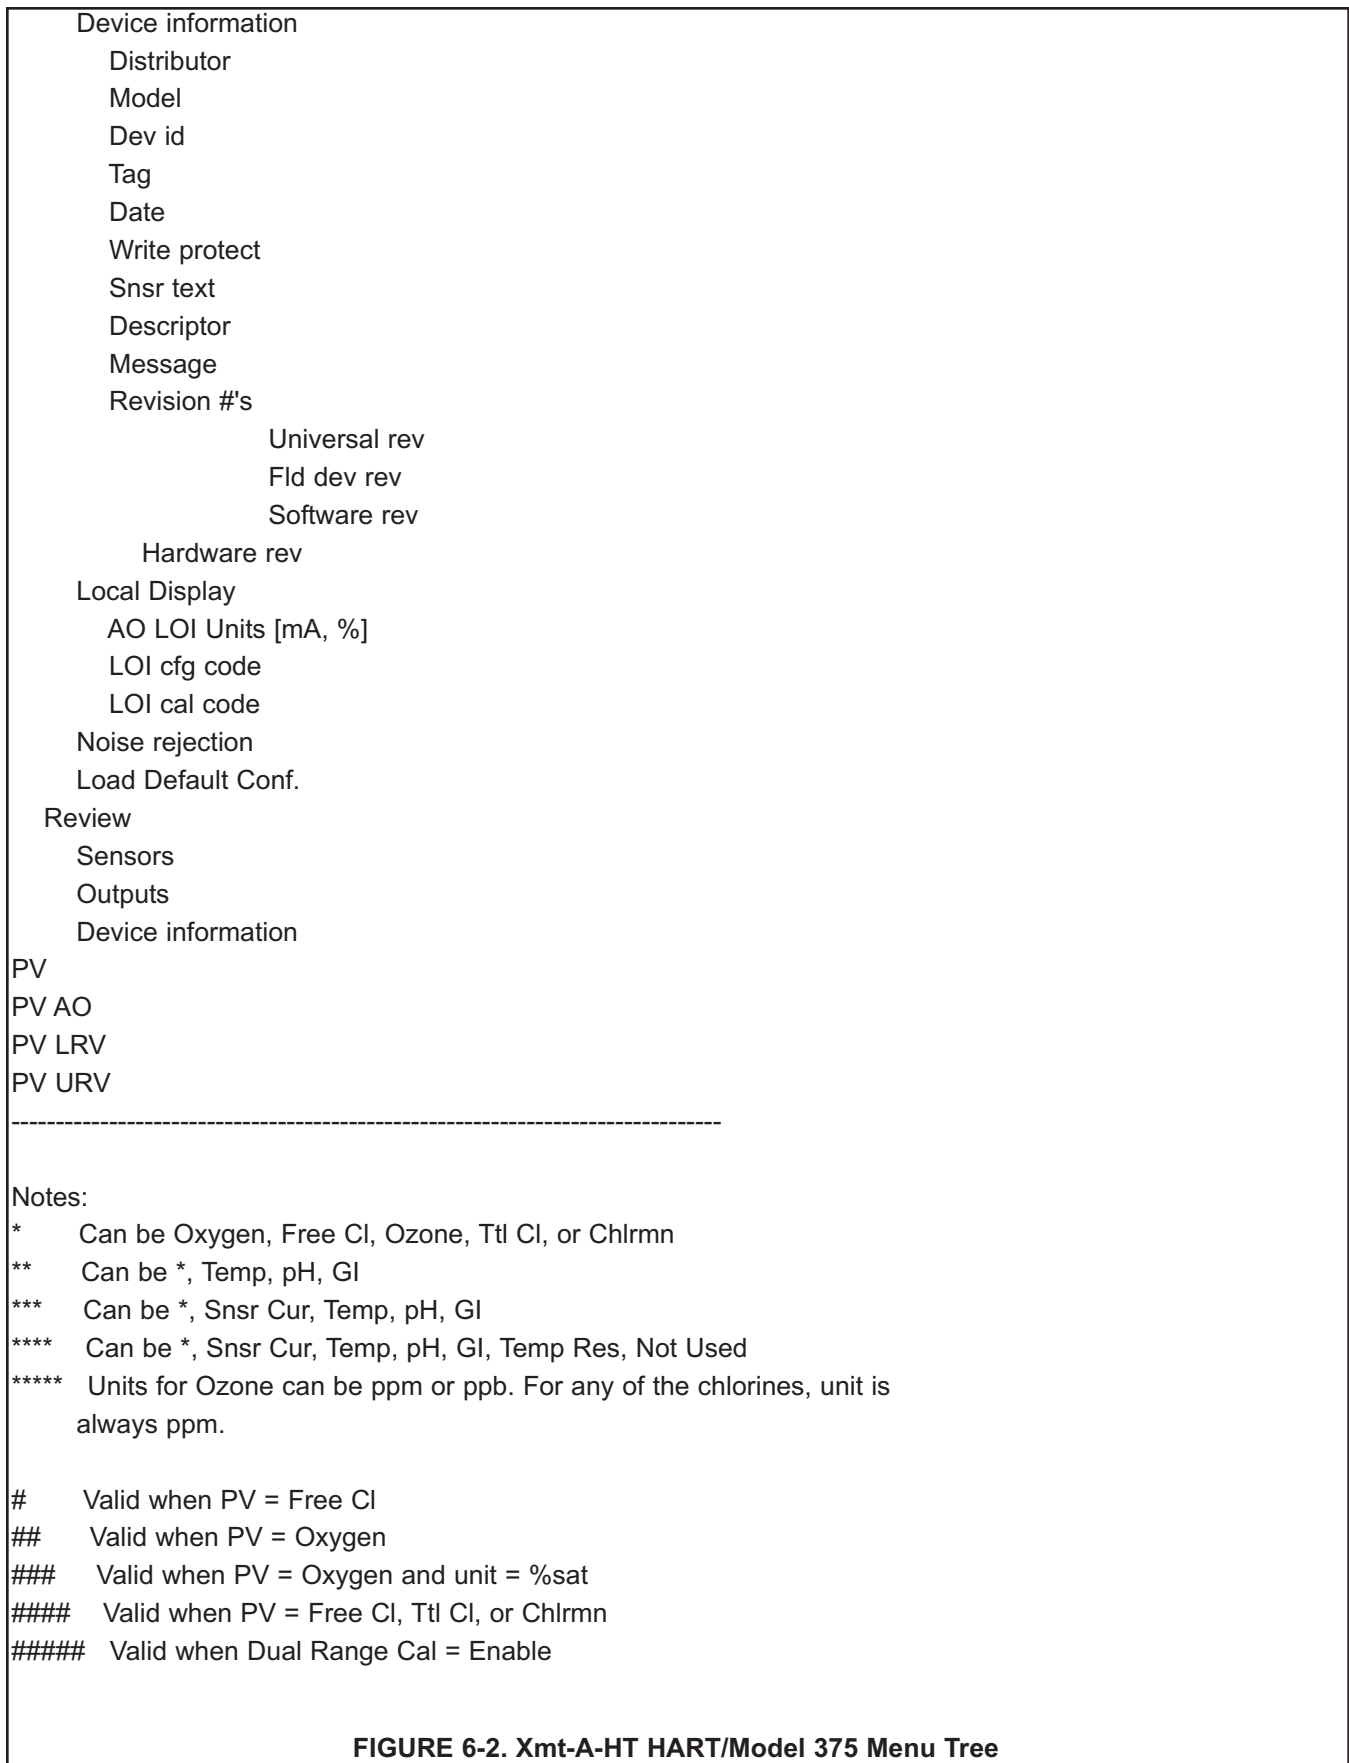 Device information
Distributor
Model
Dev id
Tag
Date
Write protect
Snsr text
Descriptor
Message
Revision #'s
Universal rev
Fld dev rev
Software rev
Hardware rev
Local Display
AO LOI Units [mA, %]
LOI cfg code
LOI cal code
Noise rejection
Load Default Conf.
Review
Sensors
Outputs
Device information
PV
PV AO
PV LRV
PV URV
--------------------------------------------------------------------------------
Notes:
* Can be Oxygen, Free Cl, Ozone, Ttl Cl, or Chlrmn
** Can be *, Temp, pH, GI
*** Can be *, Snsr Cur, Temp, pH, GI
**** Can be *, Snsr Cur, Temp, pH, GI, Temp Res, Not Used
***** Units for Ozone can be ppm or ppb. For any of the chlorines, unit is
always ppm.
# Valid when PV = Free Cl
## Valid when PV = Oxygen
### Valid when PV = Oxygen and unit = %sat
#### Valid when PV = Free Cl, Ttl Cl, or Chlrmn
##### Valid when Dual Range Cal = Enable
FIGURE 6-2. Xmt-A-HT HART/Model 375 Menu Tree